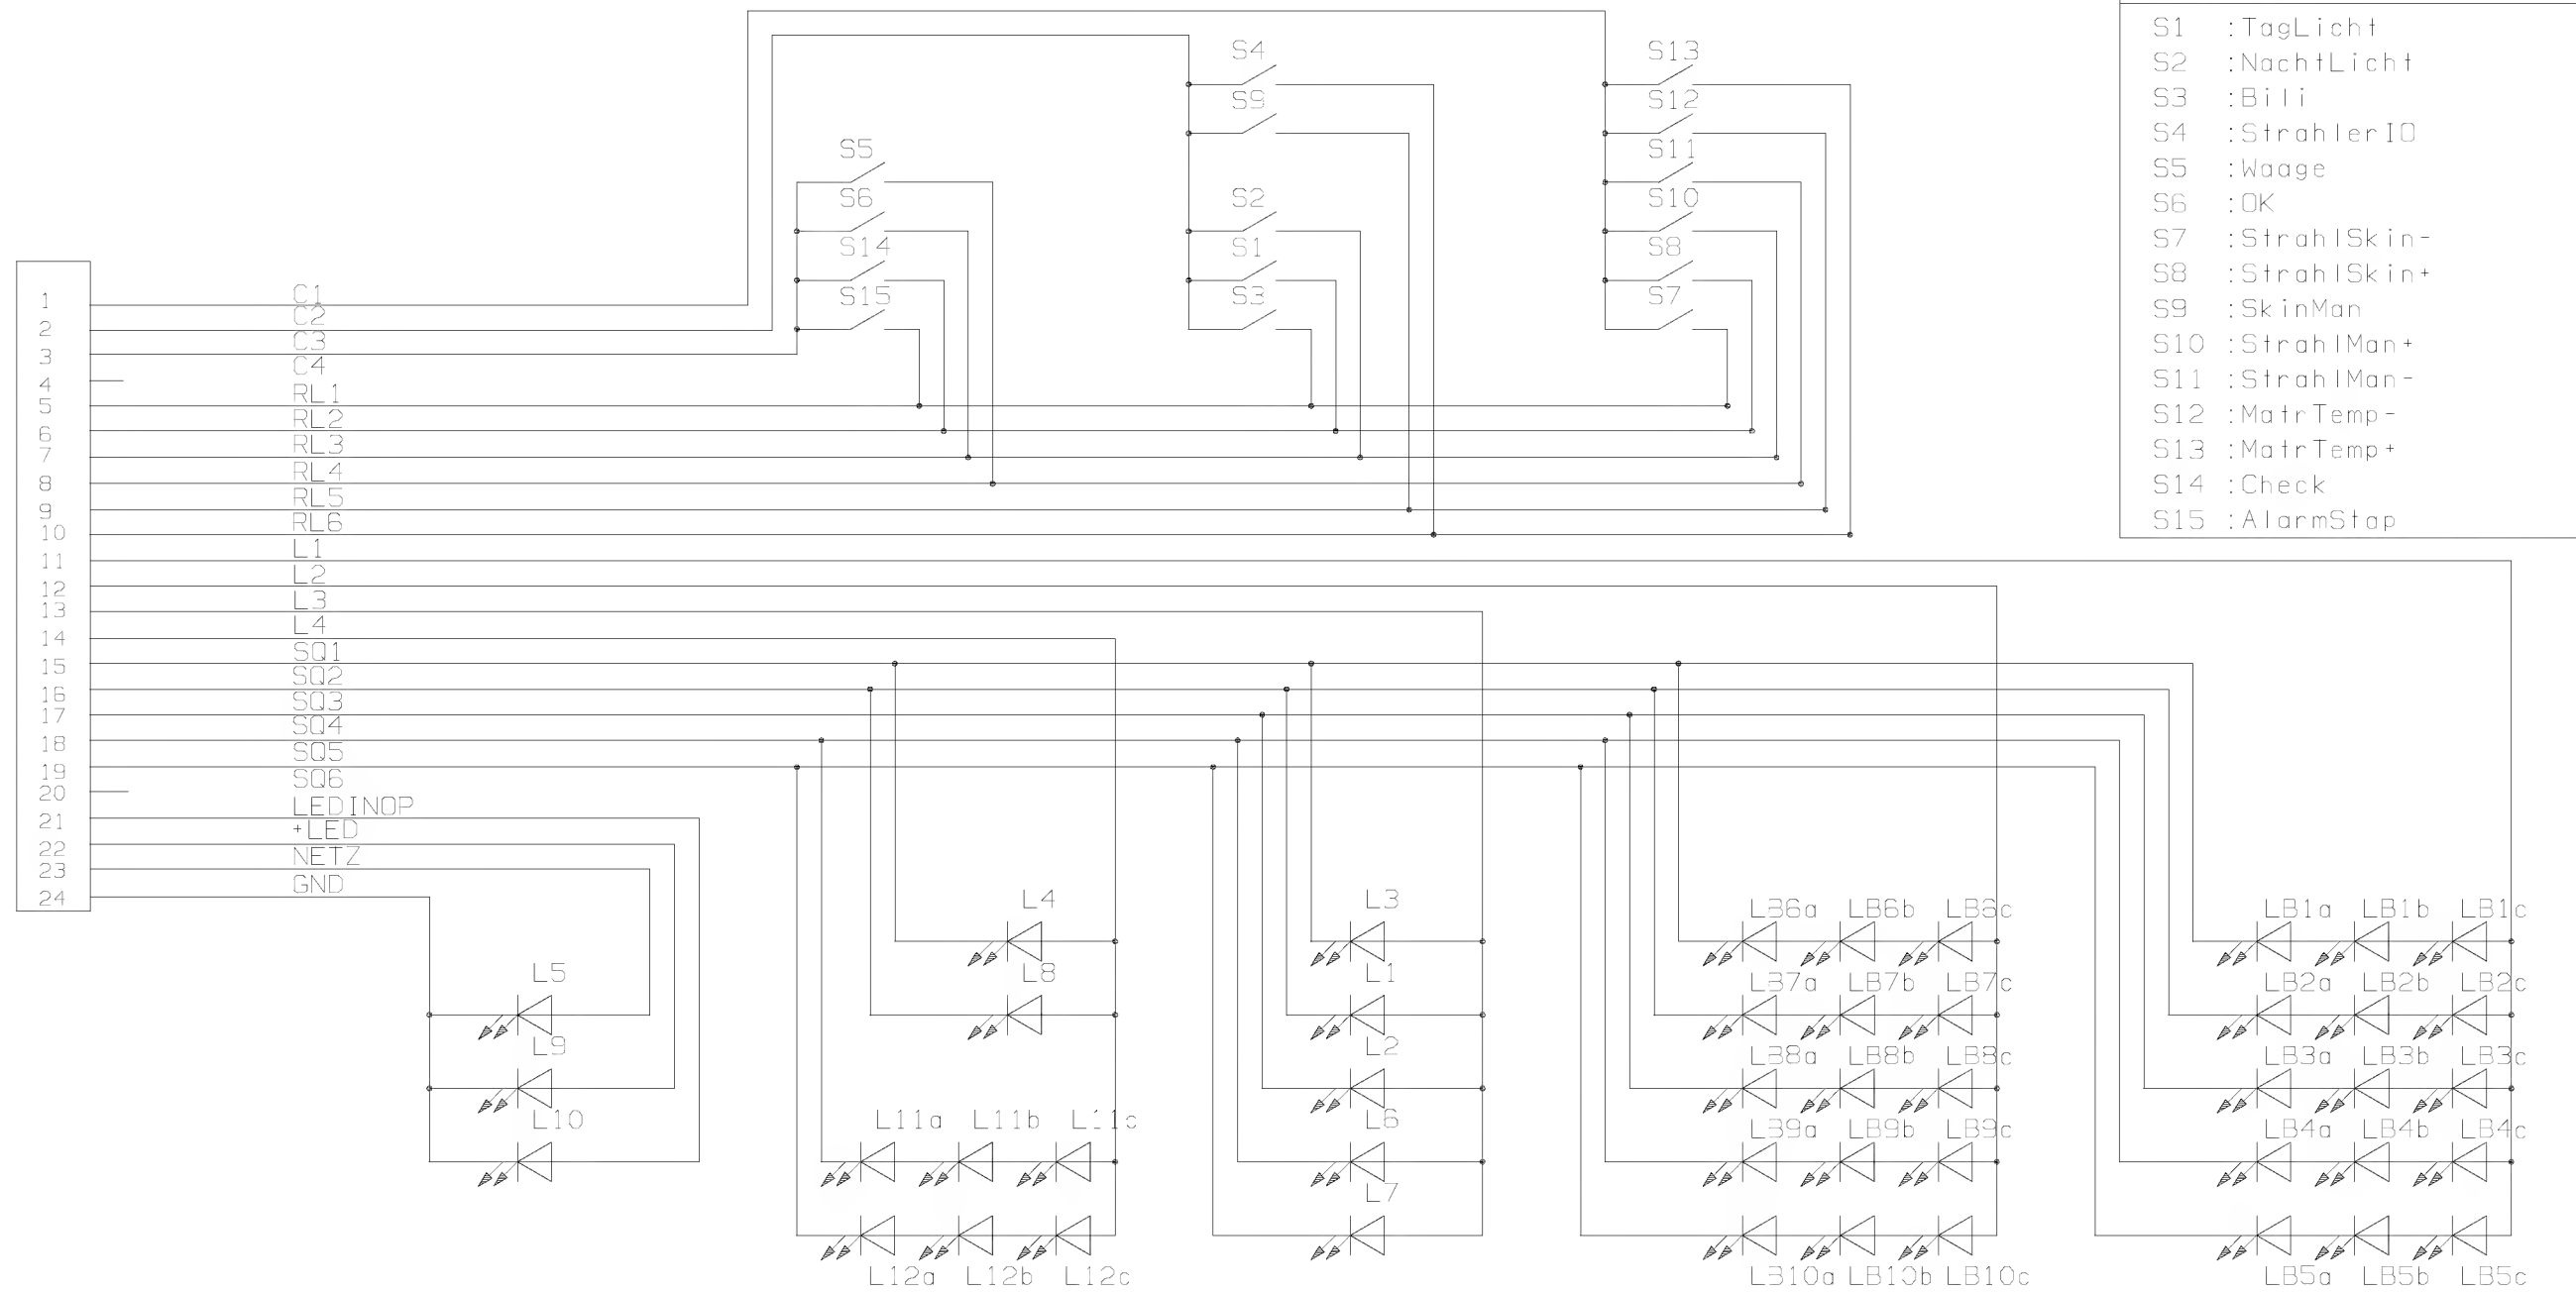 S1 :TagLicht
S2 :NachtLicht
S3 :Bili
S4 :StrahlerIO
S5 :Waage
S6 :OK
S7 :StrahlSkin-
S8 :StrahlSkin+
S9 :SkinMan
S10 :StrahlMan+
S11 :StrahlMan-
S12 :MatrTemp-
S13 :MatrTemp+
S14 :Check
S15 :AlarmStop
S4 S13
S9 S12
S5 S11
S6 S2 S10
S14 S1 S8
S15 S3 S7
1 C1
2 C2
3 C3
4 C4
5 RL1
6 RL2
7 RL3
8 RL4
9 RL5
10 RL6
11 L1
12 L2
13 L3
14 L4
15 SQ1
16 SQ2
17 SQ3
18 SQ4
19 SQ5
20 SQ6
21 LEDINOP
22 +LED
23 NETZ
24 GND
L4 L3 LB6a LB6b LB6c LB1a LB1b LB1c
L5 L8 L1 LB7a LB7b LB7c LB2a LB2b LB2c
L9 L2 LB8a LB8b LB8c LB3a LB3b LB3c
L10 L11a L11b L11c L6 LB9a LB9b LB9c LB4a LB4b LB4c
L7
L12a L12b L12c LB10a LB10b LB10c LB5a LB5b LB5c